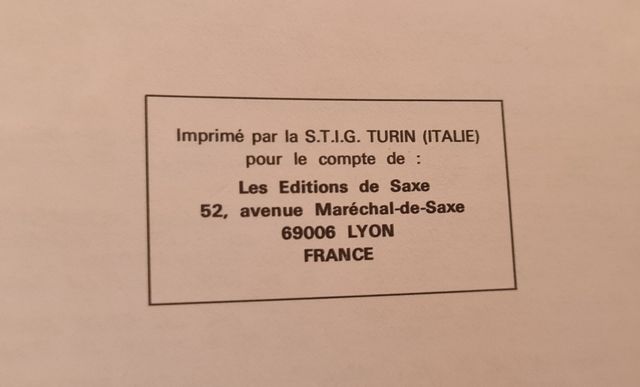 Imprimé par la S.T.I.G. TURIN (ITALIE)
pour le compte de :
Les Editions de Saxe
52, avenue Maréchal-de-Saxe
69006 LYON
FRANCE